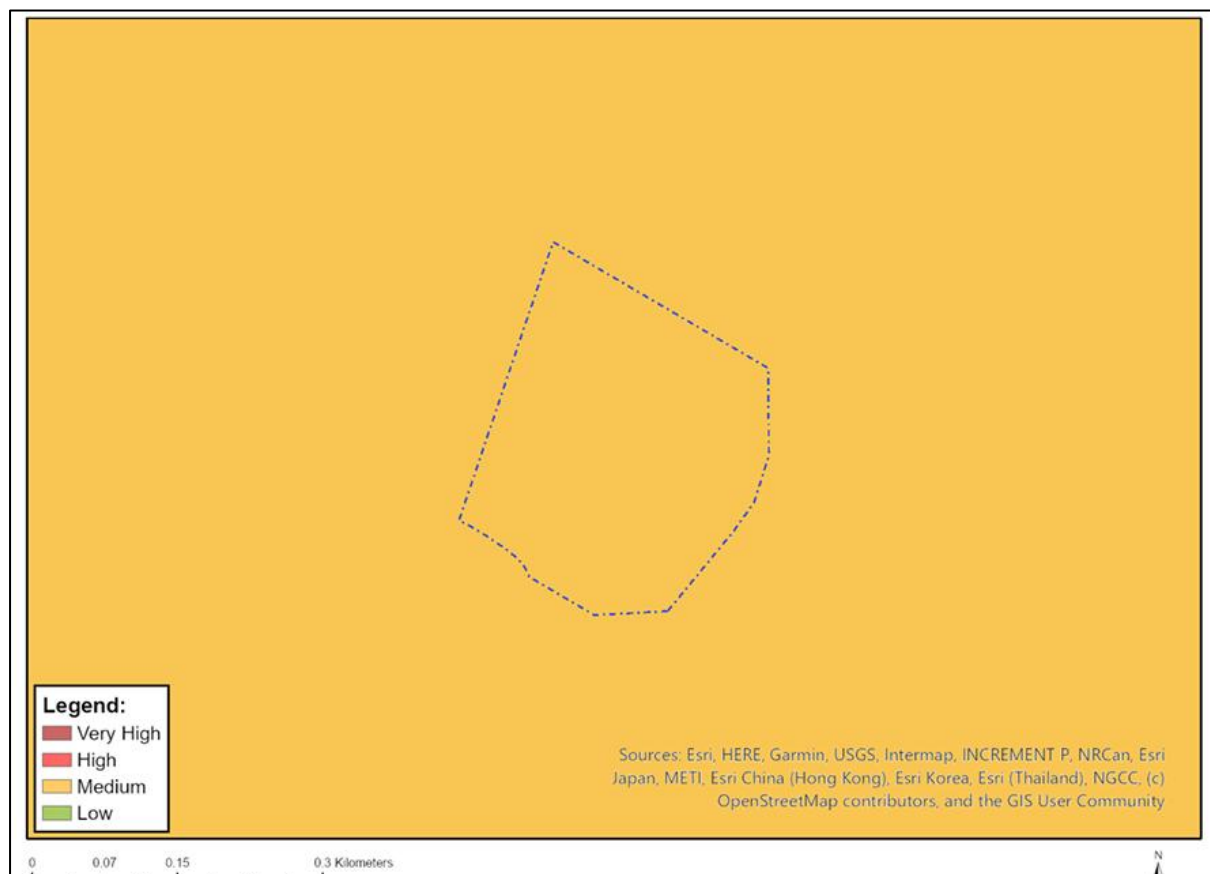 Legend:
Very High
High
Medium
Low
Sources: Esri, HERE, Garmin, USGS, Intermap, INCREMENT P, NRCan, Esri
Japan, METI, Esri China (Hong Kong), Esri Korea, Esri (Thailand), NGCC, (c)
OpenStreetMap contributors, and the GIS User Community
0 0.07 0.15 0.3 Kilometers
N